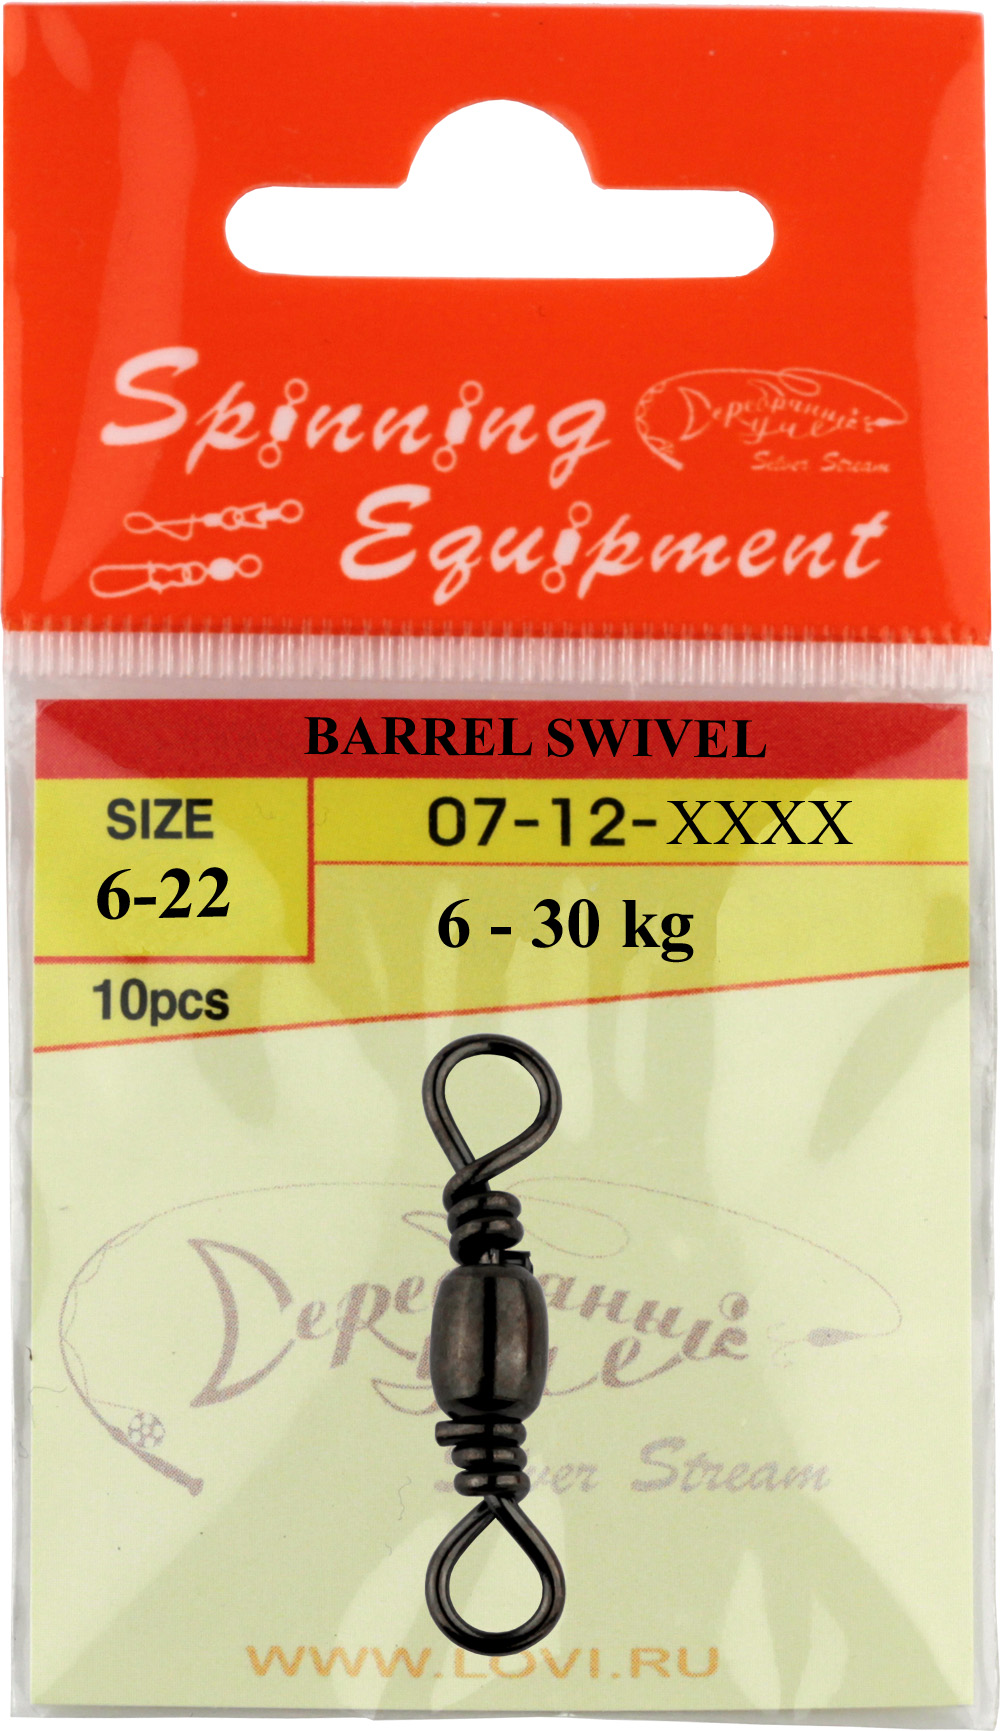 Spinning
Серебряный
ручей
Silver Stream
Equipment
BARREL SWIVEL
SIZE
07-12-XXXX
6-22
6 - 30 kg
10pcs
Серебряный
ручей
Silver Stream
WWW.LOVI.RU